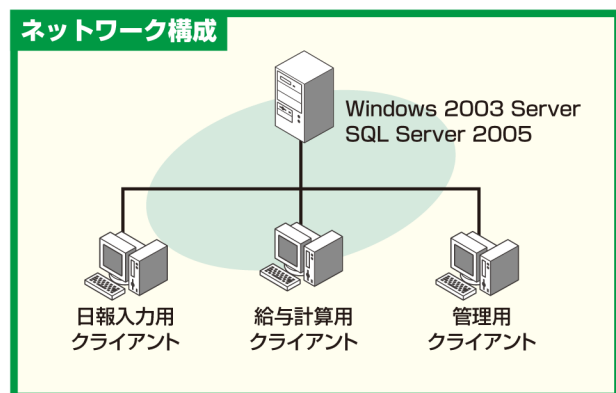 ネットワーク構成
Windows 2003 Server
SQL Server 2005
日報入力用
クライアント
給与計算用
クライアント
管理用
クライアント